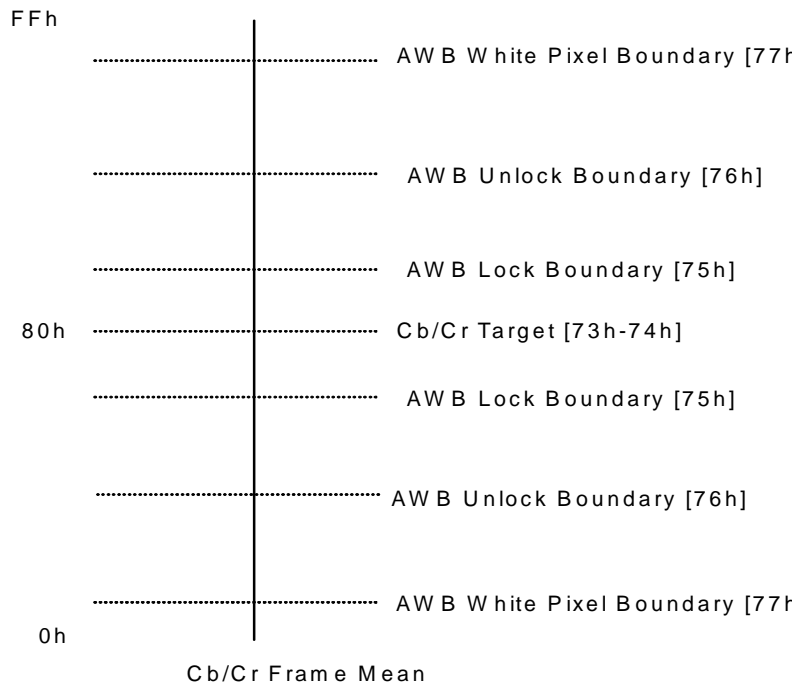 FFh
AWB White Pixel Boundary [77h
AWB Unlock Boundary [76h]
AWB Lock Boundary [75h]
80h
Cb/Cr Target [73h-74h]
AWB Lock Boundary [75h]
AWB Unlock Boundary [76h]
AWB White Pixel Boundary [77h
0h
Cb/Cr Frame Mean